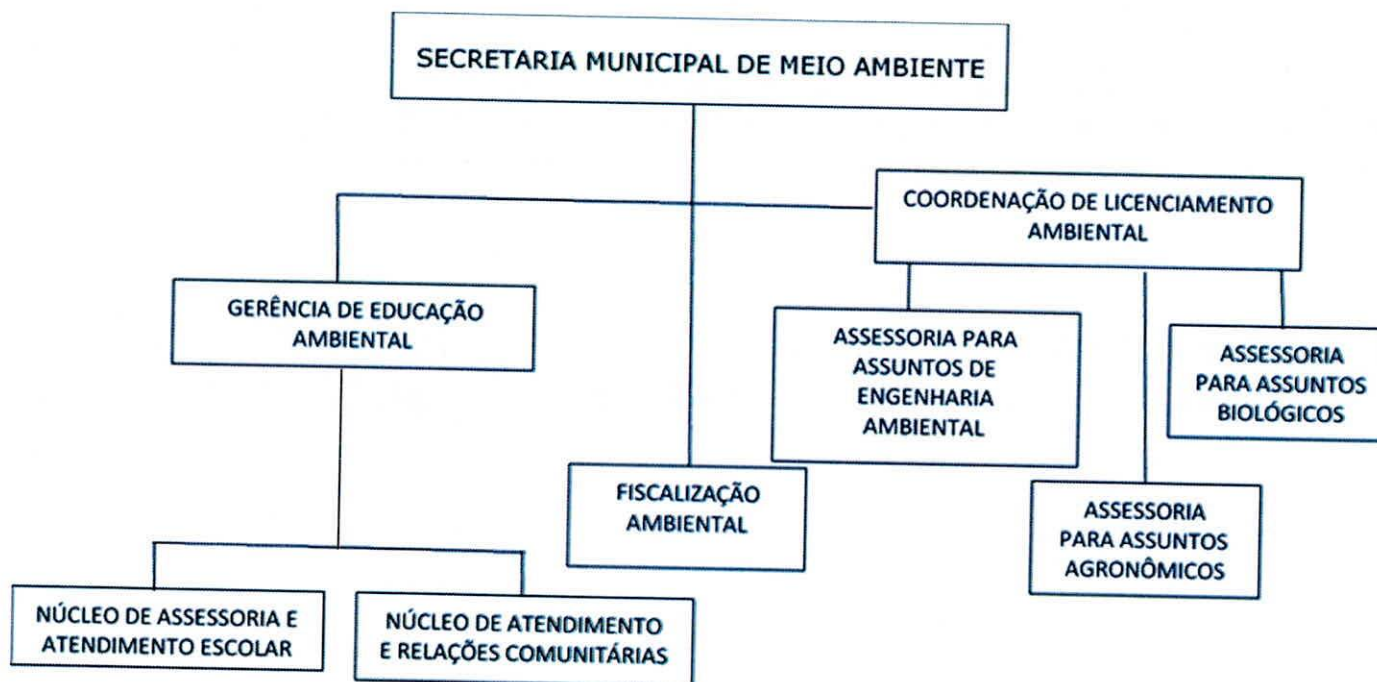 SECRETARIA MUNICIPAL DE MEIO AMBIENTE
COORDENAÇÃO DE LICENCIAMENTO
AMBIENTAL
GERÊNCIA DE EDUCAÇÃO
AMBIENTAL
ASSESSORIA PARA
ASSUNTOS DE
ENGENHARIA
AMBIENTAL
ASSESSORIA
PARA ASSUNTOS
BIOLÓGICOS
FISCALIZAÇÃO
AMBIENTAL
ASSESSORIA
PARA ASSUNTOS
AGRONÔMICOS
NÚCLEO DE ASSESSORIA E
ATENDIMENTO ESCOLAR
NÚCLEO DE ATENDIMENTO
E RELAÇÕES COMUNITÁRIAS